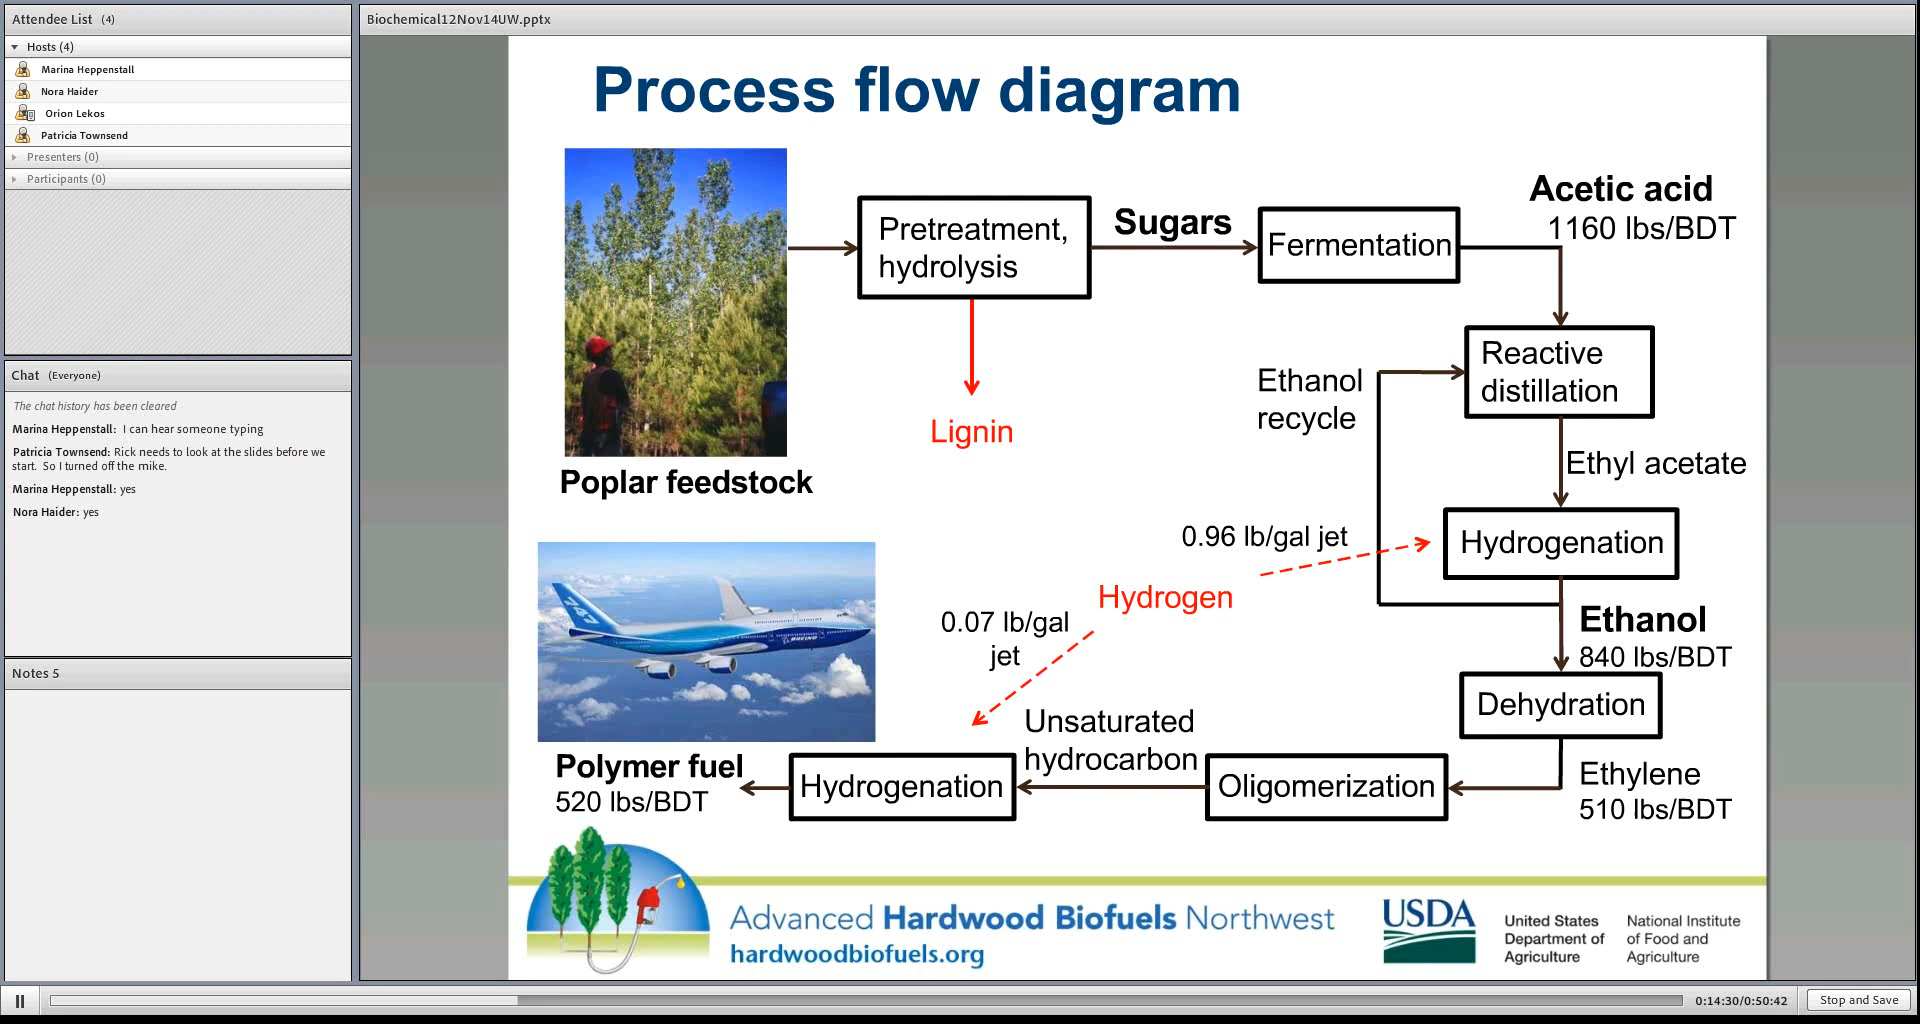 Attendee List (4)
Hosts (4)
Marina Heppenstall
Nora Haider
Orion Lekos
Patricia Townsend
Presenters (0)
Participants (0)
Chat (Everyone)
The chat history has been cleared
Marina Heppenstall: I can hear someone typing
Patricia Townsend: Rick needs to look at the slides before we
start. So I turned off the mike.
Marina Heppenstall: yes
Nora Haider: yes
Notes 5
Biochemical12Nov14UW.pptx
Process flow diagram
Pretreatment,
hydrolysis
Sugars
Fermentation
Acetic acid
1160 lbs/BDT
Lignin
Poplar feedstock
Reactive
distillation
Ethanol
recycle
Ethyl acetate
0.96 lb/gal jet
Hydrogenation
Hydrogen
0.07 lb/gal
jet
Ethanol
840 lbs/BDT
Dehydration
Ethylene
510 lbs/BDT
Oligomerization
Unsaturated
hydrocarbon
Hydrogenation
Polymer fuel
520 lbs/BDT
747
BOEING
Advanced Hardwood Biofuels Northwest
hardwoodbiofuels.org
USDA
United States
Department of
Agriculture
National Institute
of Food and
Agriculture
0:14:30/0:50:42
Stop and Save